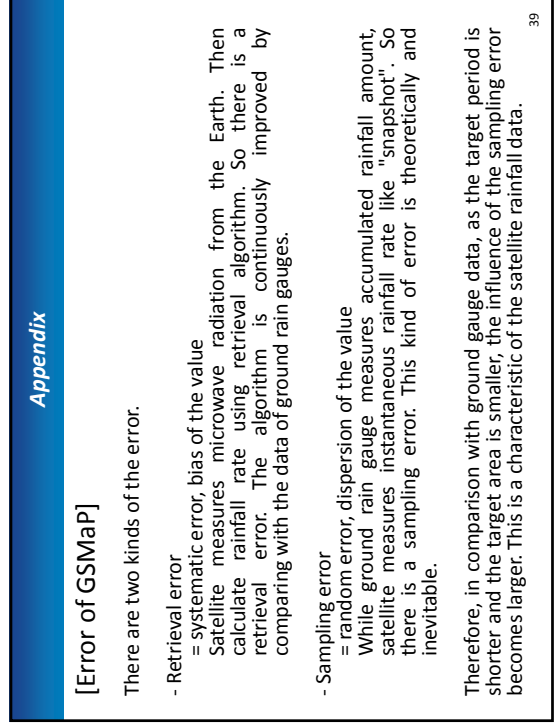 Appendix
[Error of GSMaP]
There are two kinds of the error.
- Retrieval error
= systematic error, bias of the value
Satellite measures microwave radiation from the Earth. Then
calculate rainfall rate using retrieval algorithm. So there is a
retrieval error. The algorithm is continuously improved by
comparing with the data of ground rain gauges.
- Sampling error
= random error, dispersion of the value
While ground rain gauge measures accumulated rainfall amount,
satellite measures instantaneous rainfall rate like "snapshot". So
there is a sampling error. This kind of error is theoretically and
inevitable.
Therefore, in comparison with ground gauge data, as the target period is
shorter and the target area is smaller, the influence of the sampling error
becomes larger. This is a characteristic of the satellite rainfall data.
39